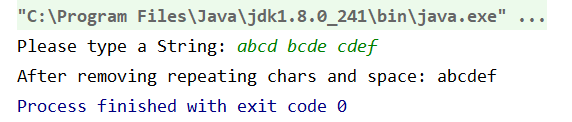 "C:\Program Files\Java\jdk1.8.0_241\bin\java.exe" ...
Please type a String: abcd bcde cdef
After removing repeating chars and space: abcdef
Process finished with exit code 0